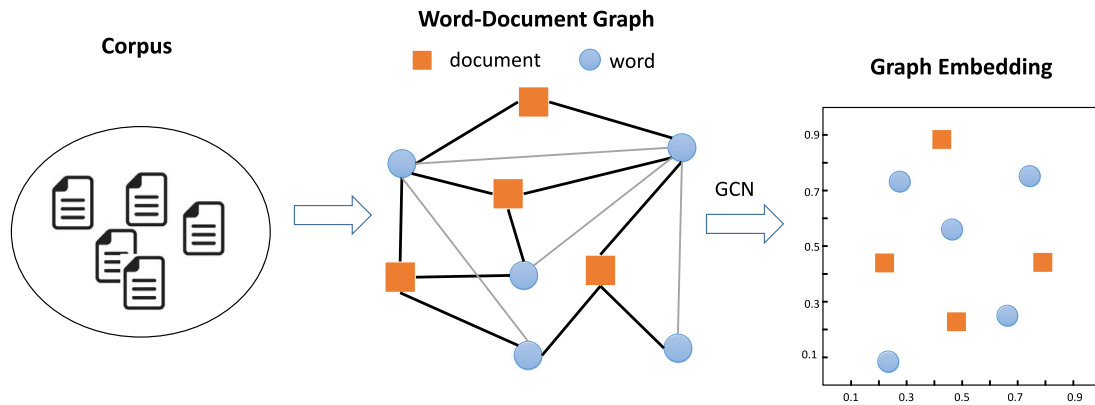 Corpus
Word-Document Graph
document
word
GCN
Graph Embedding
0.9
0.7
0.5
0.3
0.1
0.1 0.3 0.5 0.7 0.9